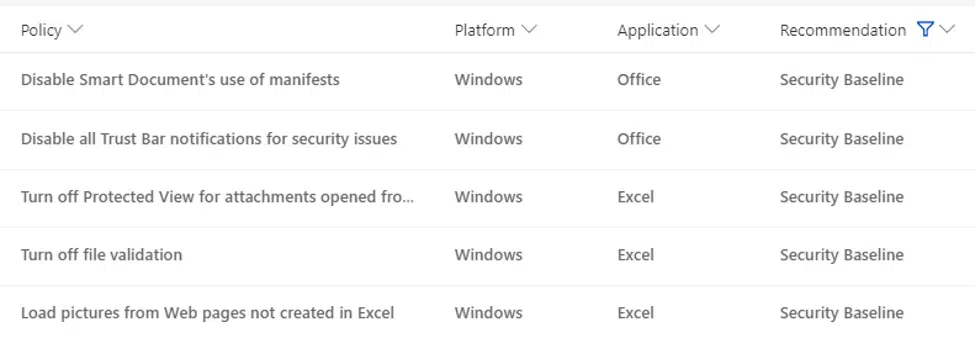 Policy Platform Application Recommendation
Disable Smart Document's use of manifests Windows Office Security Baseline
Disable all Trust Bar notifications for security issues Windows Office Security Baseline
Turn off Protected View for attachments opened fro... Windows Excel Security Baseline
Turn off file validation Windows Excel Security Baseline
Load pictures from Web pages not created in Excel Windows Excel Security Baseline